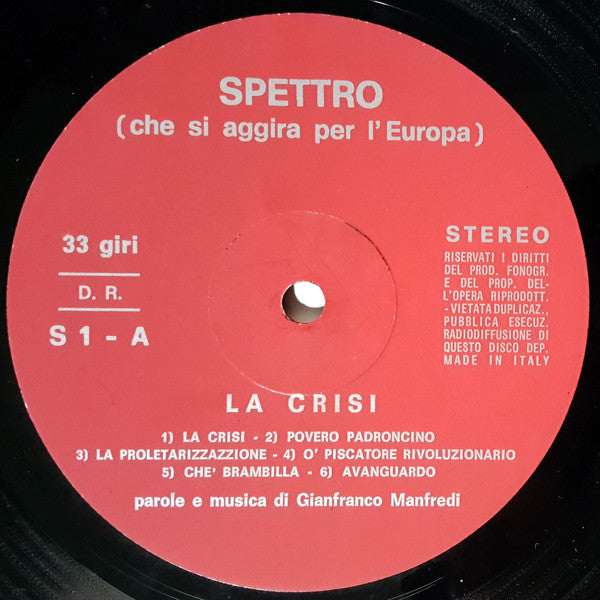 SPETTRO
(che si aggira per l'Europa)
33 giri
D. R.
S 1 - A
STEREO
RISERVATI I DIRITTI
DEL PROD. FONOGR.
E DEL PROP. DEL-
L'OPERA RIPRODOTT.
- VIETATA DUPLICAZ.,
PUBBLICA ESECUZ.
RADIODIFFUSIONE DI
QUESTO DISCO DEP.
MADE IN ITALY
LA CRISI
1) LA CRISI - 2) POVERO PADRONCINO
3) LA PROLETARIZZAZZIONE - 4) O' PISCATORE RIVOLUZIONARIO
5) CHE' BRAMBILLA - 6) AVANGUARDO
parole e musica di Gianfranco Manfredi